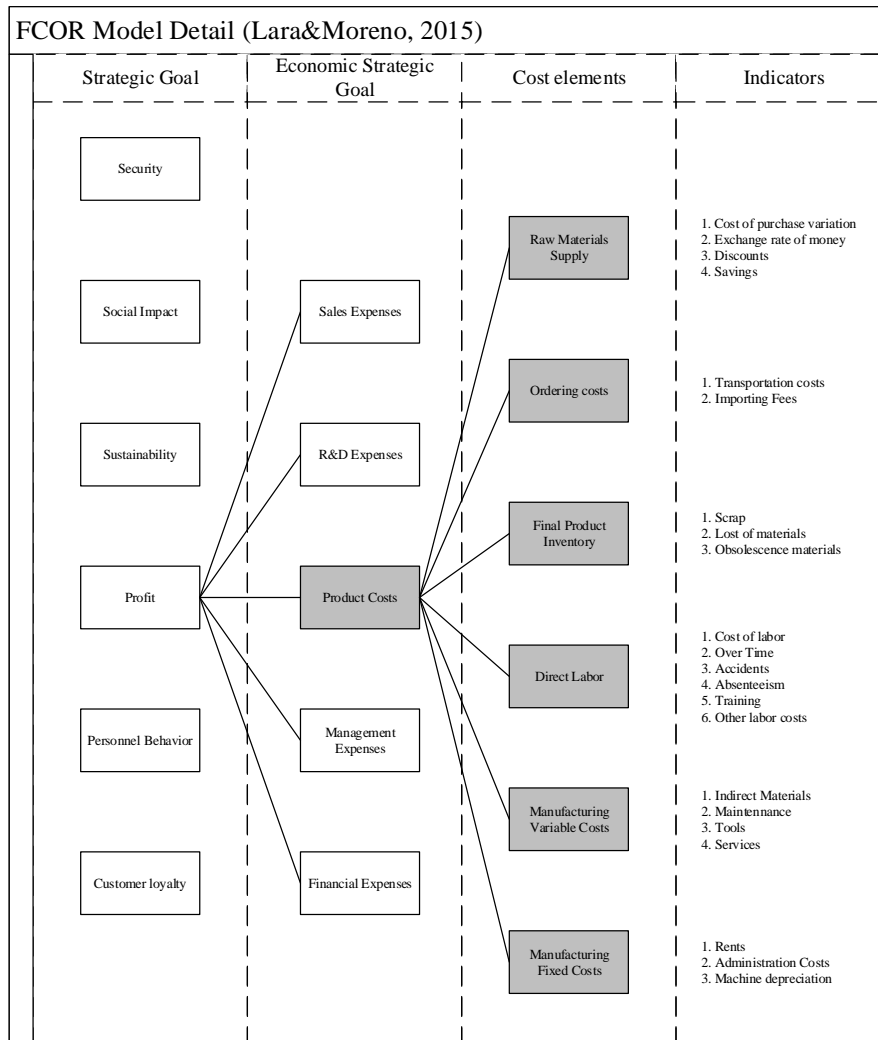 FCOR Model Detail (Lara&Moreno, 2015)
Strategic Goal
Economic Strategic
Goal
Cost elements
Indicators
Security
Social Impact
Sustainability
Profit
Personnel Behavior
Customer loyalty
Sales Expenses
R&D Expenses
Product Costs
Management
Expenses
Financial Expenses
Raw Materials
Supply
Ordering costs
Final Product
Inventory
Direct Labor
Manufacturing
Variable Costs
Manufacturing
Fixed Costs
1. Cost of purchase variation
2. Exchange rate of money
3. Discounts
4. Savings
1. Transportation costs
2. Importing Fees
1. Scrap
2. Lost of materials
3. Obsolescence materials
1. Cost of labor
2. Over Time
3. Accidents
4. Absenteeism
5. Training
6. Other labor costs
1. Indirect Materials
2. Maintennance
3. Tools
4. Services
1. Rents
2. Administration Costs
3. Machine depreciation